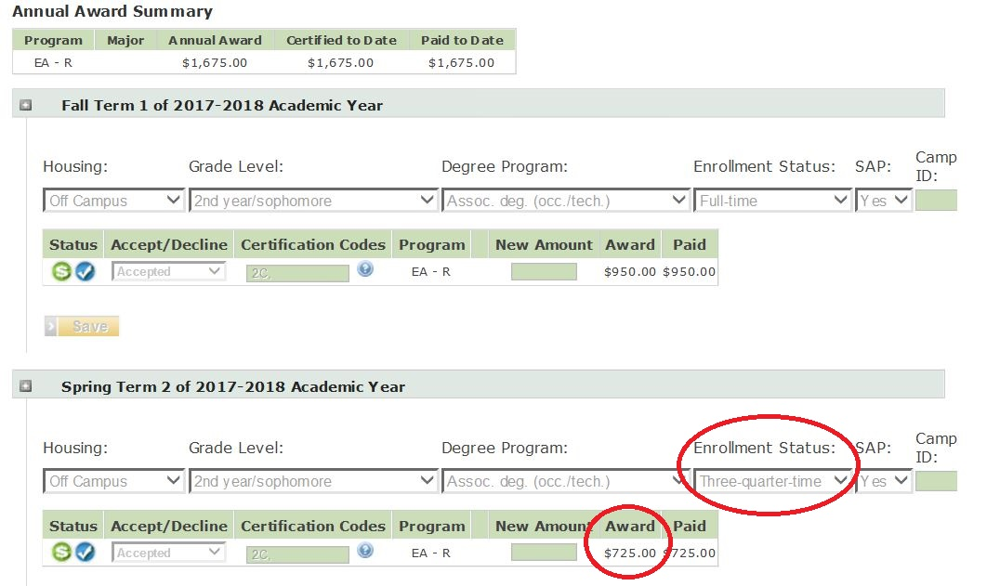 Annual Award Summary
Program Major Annual Award Certified to Date Paid to Date
EA - R $1,675.00 $1,675.00 $1,675.00
Fall Term 1 of 2017-2018 Academic Year
Housing: Grade Level: Degree Program: Enrollment Status: SAP: Camp ID:
Off Campus 2nd year/sophomore Assoc. deg. (occ./tech.) Full-time Yes
Status Accept/Decline Certification Codes Program New Amount Award Paid
S Accepted 2C, ? EA - R $950.00 $950.00
Save
Spring Term 2 of 2017-2018 Academic Year
Housing: Grade Level: Degree Program: Enrollment Status: SAP: Camp ID:
Off Campus 2nd year/sophomore Assoc. deg. (occ./tech.) Three-quarter-time Yes
Status Accept/Decline Certification Codes Program New Amount Award Paid
S Accepted 2C, ? EA - R $725.00 $725.00